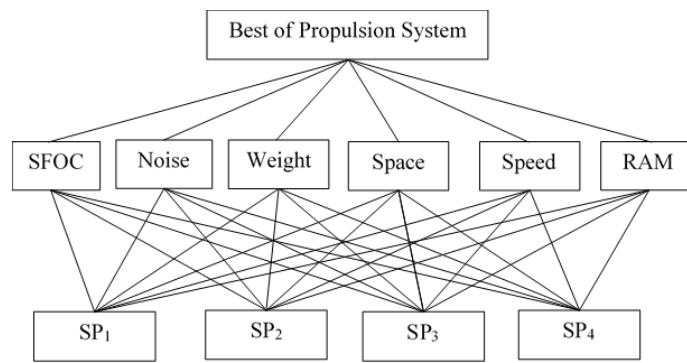 Best of Propulsion System
SFOC
Noise
Weight
Space
Speed
RAM
SP₁
SP₂
SP₃
SP₄